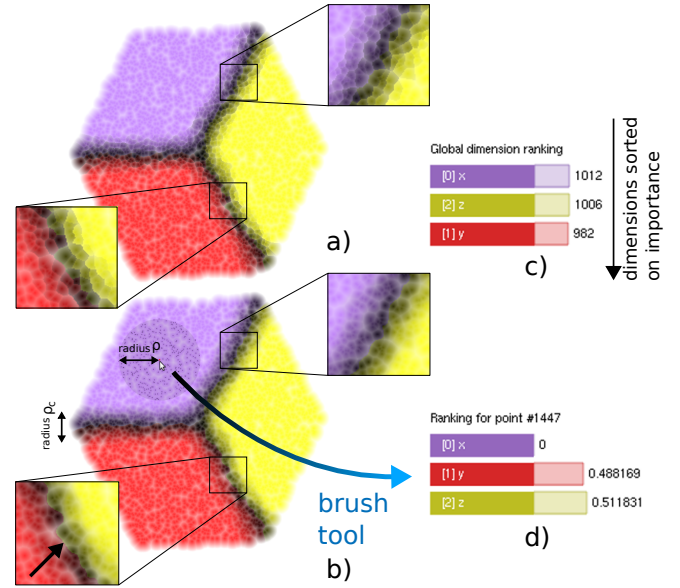 a)
Global dimension ranking
[0] x 1012
[2] z 1006
[1] y 982
c)
dimensions sorted
on importance
radius ρ
radius ρc
brush
tool
b)
Ranking for point #1447
[0] x 0
[1] y 0.488169
[2] z 0.511831
d)